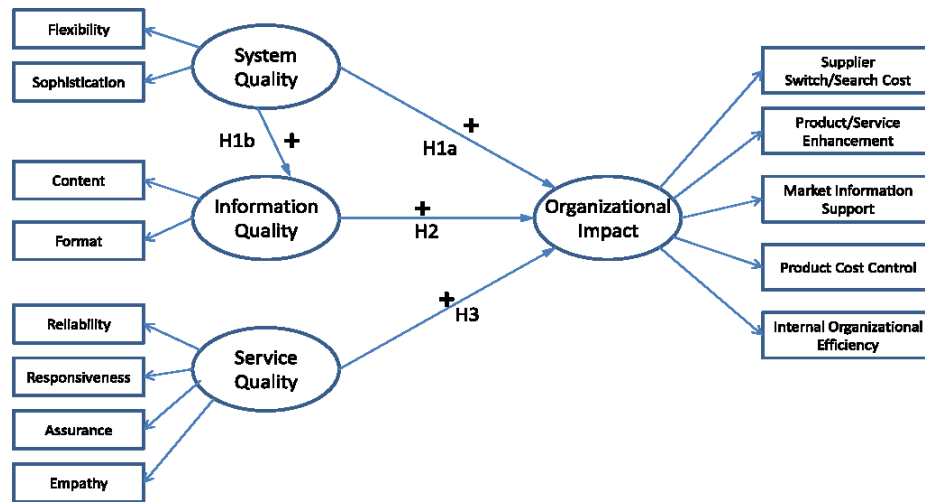 Flexibility
Sophistication
System
Quality
H1b
+
+
H1a
Content
Format
Information
Quality
+
H2
Organizational
Impact
Reliability
Responsiveness
Assurance
Empathy
Service
Quality
+
H3
Supplier
Switch/Search Cost
Product/Service
Enhancement
Market Information
Support
Product Cost Control
Internal Organizational
Efficiency